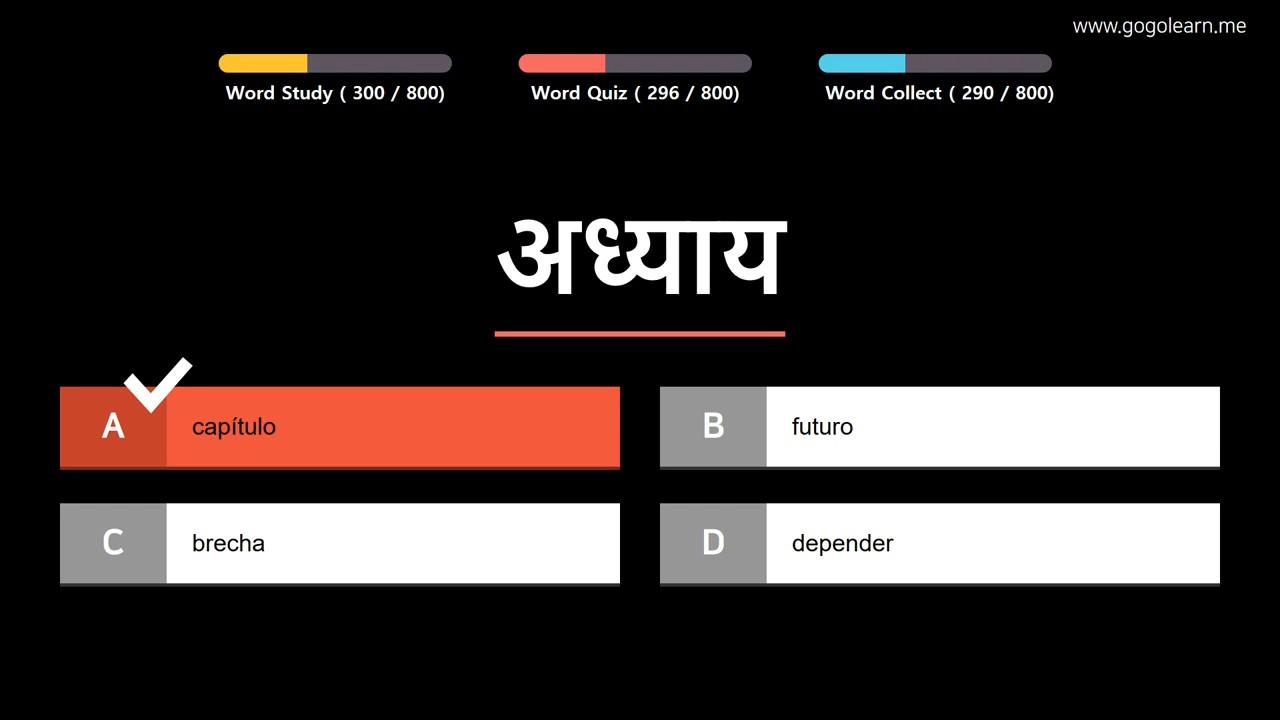 www.gogolearn.me
Word Study ( 300 / 800)
Word Quiz ( 296 / 800)
Word Collect ( 290 / 800)
अध्याय
A capítulo
B futuro
C brecha
D depender